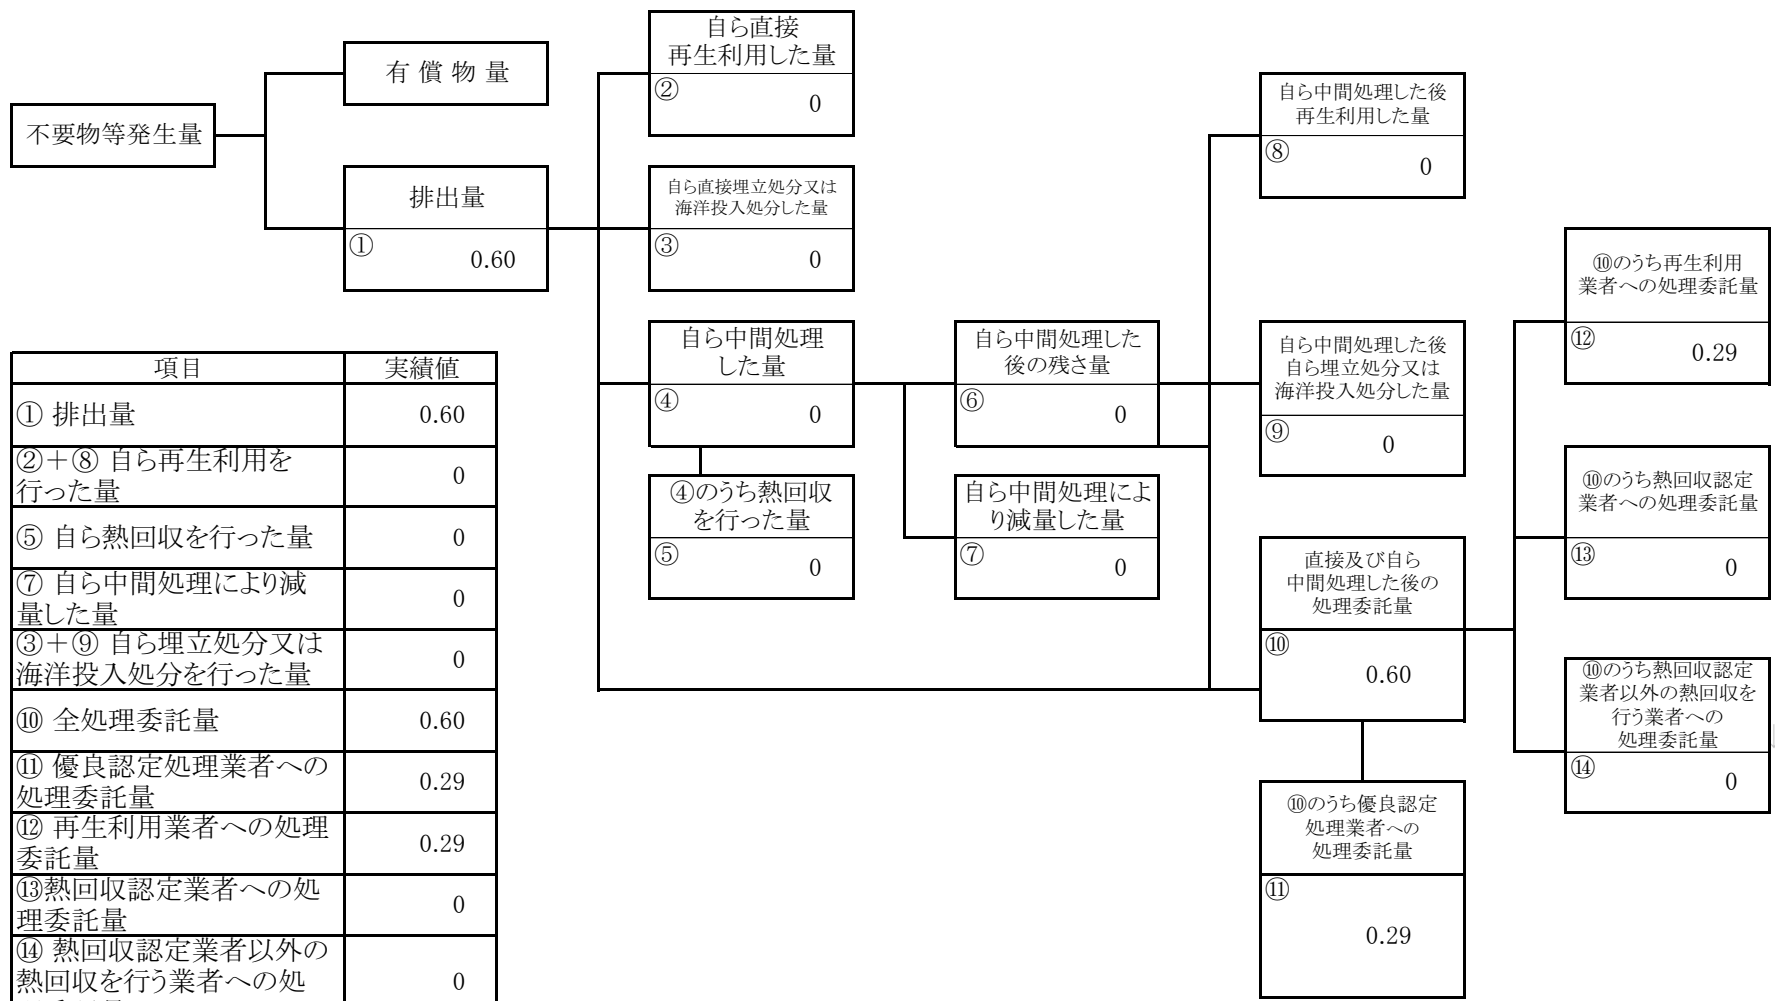 不要物等発生量
有 償 物 量
排出量
①
0.60
自ら直接
再生利用した量
②
0
自ら直接埋立処分又は
海洋投入処分した量
③
0
自ら中間処理
した量
④
0
④のうち熱回収
を行った量
⑤
0
自ら中間処理した
後の残さ量
⑥
0
自ら中間処理によ
り減量した量
⑦
0
自ら中間処理した後
再生利用した量
⑧
0
自ら中間処理した後
自ら埋立処分又は
海洋投入処分した量
⑨
0
直接及び自ら
中間処理した後の
処理委託量
⑩
0.60
⑩のうち優良認定
処理業者への
処理委託量
⑪
0.29
⑩のうち再生利用
業者への処理委託量
⑫
0.29
⑩のうち熱回収認定
業者への処理委託量
⑬
0
⑩のうち熱回収認定
業者以外の熱回収を
行う業者への
処理委託量
⑭
0
項目 実績値
① 排出量 0.60
②＋⑧ 自ら再生利用を
行った量 0
⑤ 自ら熱回収を行った量 0
⑦ 自ら中間処理により減
量した量 0
③＋⑨ 自ら埋立処分又は
海洋投入処分を行った量 0
⑩ 全処理委託量 0.60
⑪ 優良認定処理業者への
処理委託量 0.29
⑫ 再生利用業者への処理
委託量 0.29
⑬熱回収認定業者への処
理委託量 0
⑭ 熱回収認定業者以外の
熱回収を行う業者への処 0